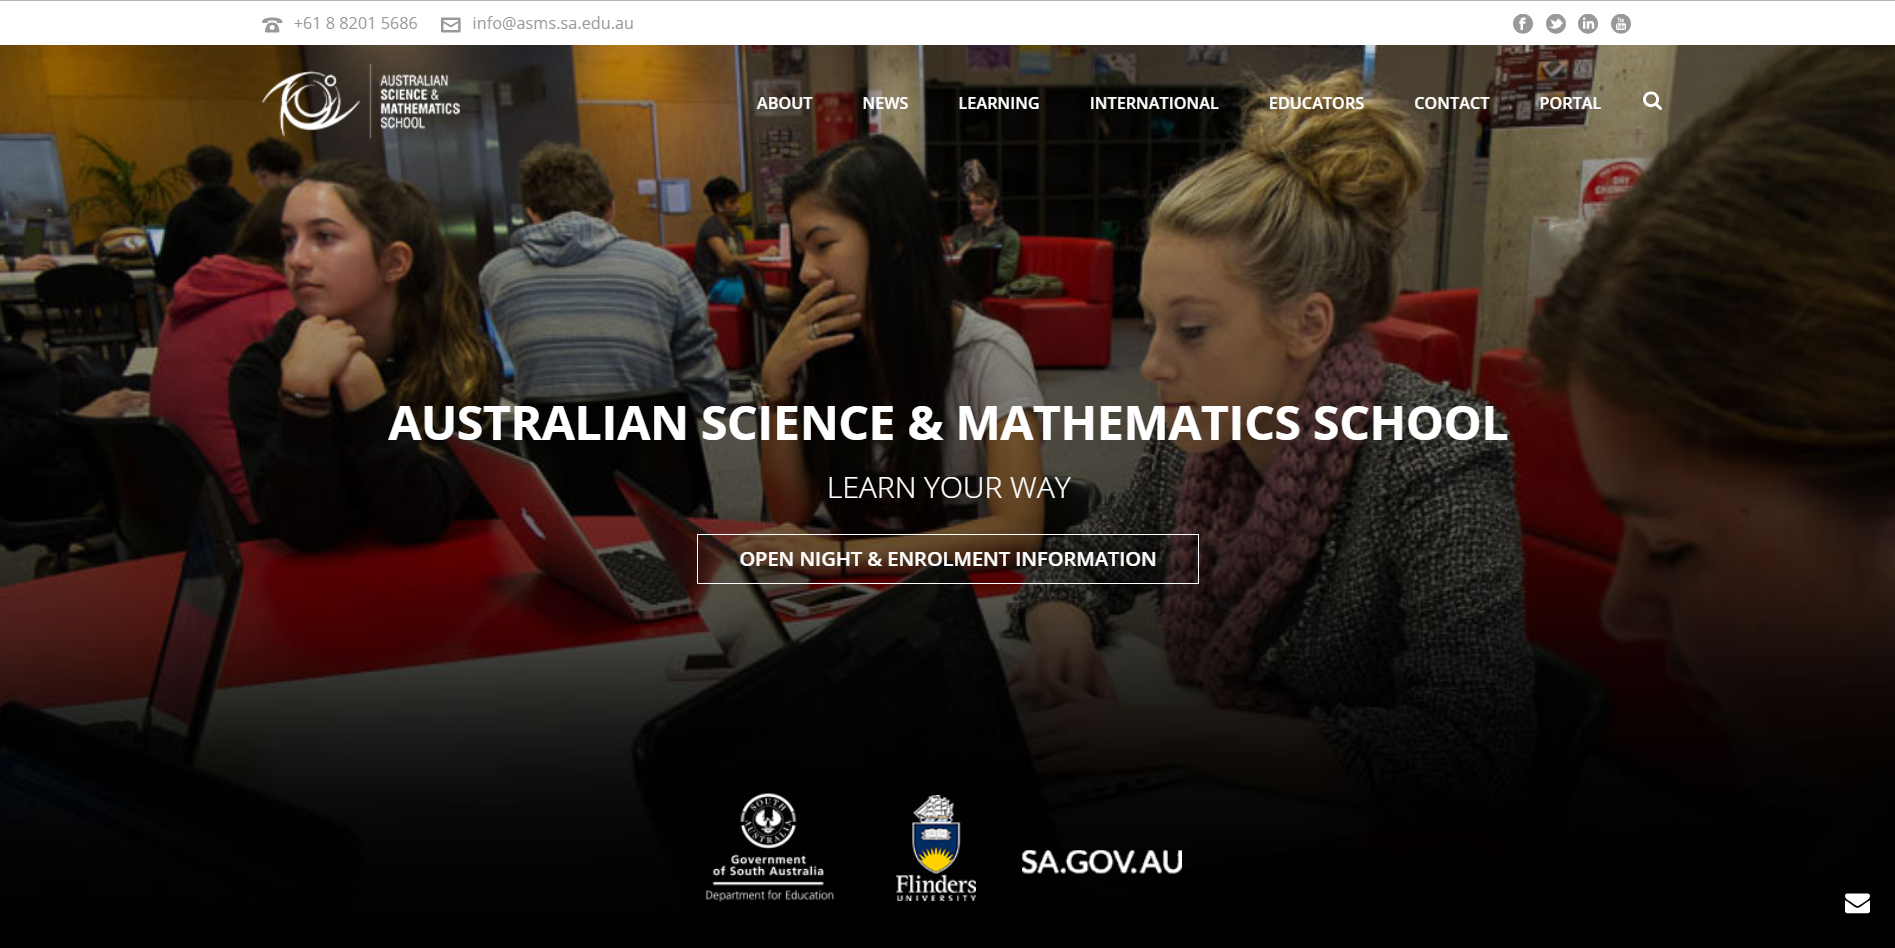 +61 8 8201 5686
info@asms.sa.edu.au
AUSTRALIAN
SCIENCE &
MATHEMATICS
SCHOOL
ABOUT
NEWS
LEARNING
INTERNATIONAL
EDUCATORS
CONTACT
PORTAL
DRY
AUSTRALIAN SCIENCE & MATHEMATICS SCHOOL
LEARN YOUR WAY
OPEN NIGHT & ENROLMENT INFORMATION
SOUTH
AUSTRALIA
Government
of South Australia
Department for Education
Flinders
UNIVERSITY
SA.GOV.AU